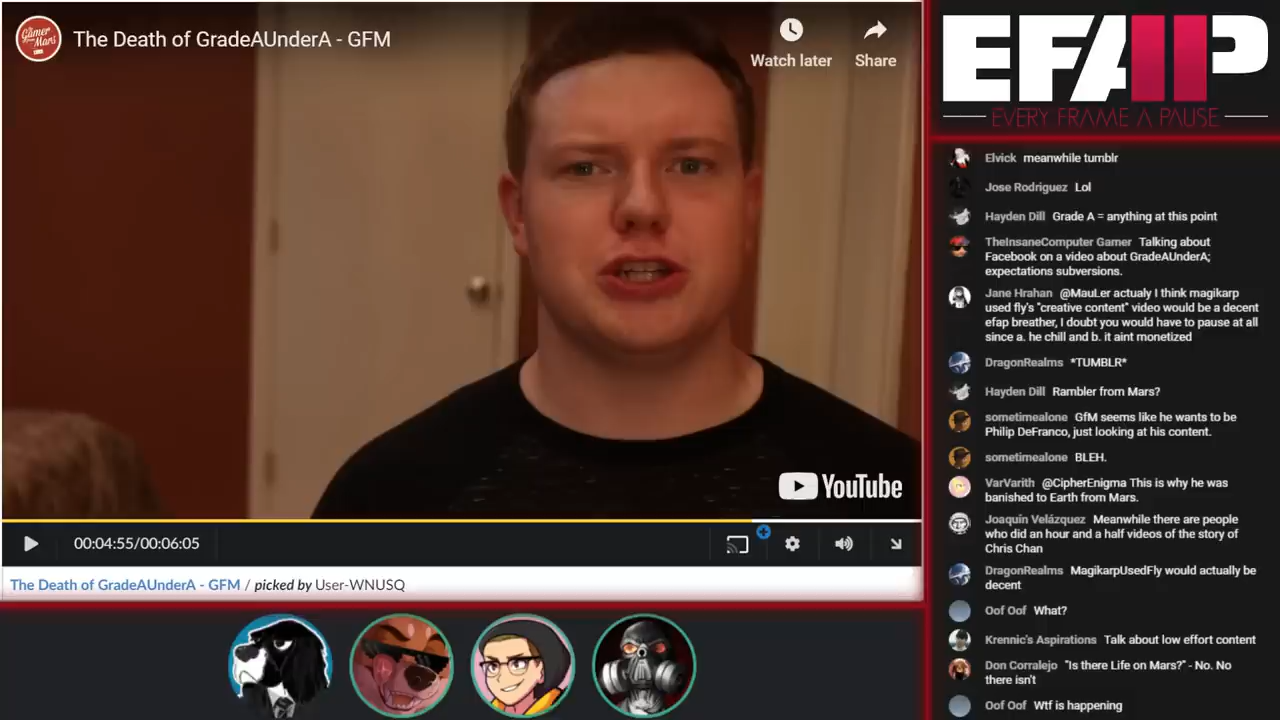 The Gamer From Mars
The Death of GradeAUnderA - GFM
Watch later
Share
YouTube
00:04:55/00:06:05
The Death of GradeAUnderA - GFM / picked by User-WNUSQ
EFAP
EVERY FRAME A PAUSE
Elvick meanwhile tumblr
Jose Rodriguez Lol
Hayden Dill Grade A = anything at this point
TheInsaneComputer Gamer Talking about
Facebook on a video about GradeAUnderA;
expectations subversions.
Jane Hrahan @MauLer actualy I think magikarp
used fly's "creative content" video would be a decent
efap breather, I doubt you would have to pause at all
since a. he chill and b. it aint monetized
DragonRealms *TUMBLR*
Hayden Dill Rambler from Mars?
sometimealone GfM seems like he wants to be
Philip DeFranco, just looking at his content.
sometimealone BLEH.
VarVarith @CipherEnigma This is why he was
banished to Earth from Mars.
Joaquín Velázquez Meanwhile there are people
who did an hour and a half videos of the story of
Chris Chan
DragonRealms MagikarpUsedFly would actually be
decent
Oof Oof What?
Krennic's Aspirations Talk about low effort content
Don Corralejo "Is there Life on Mars?" - No. No
there isn't
Oof Oof Wtf is happening